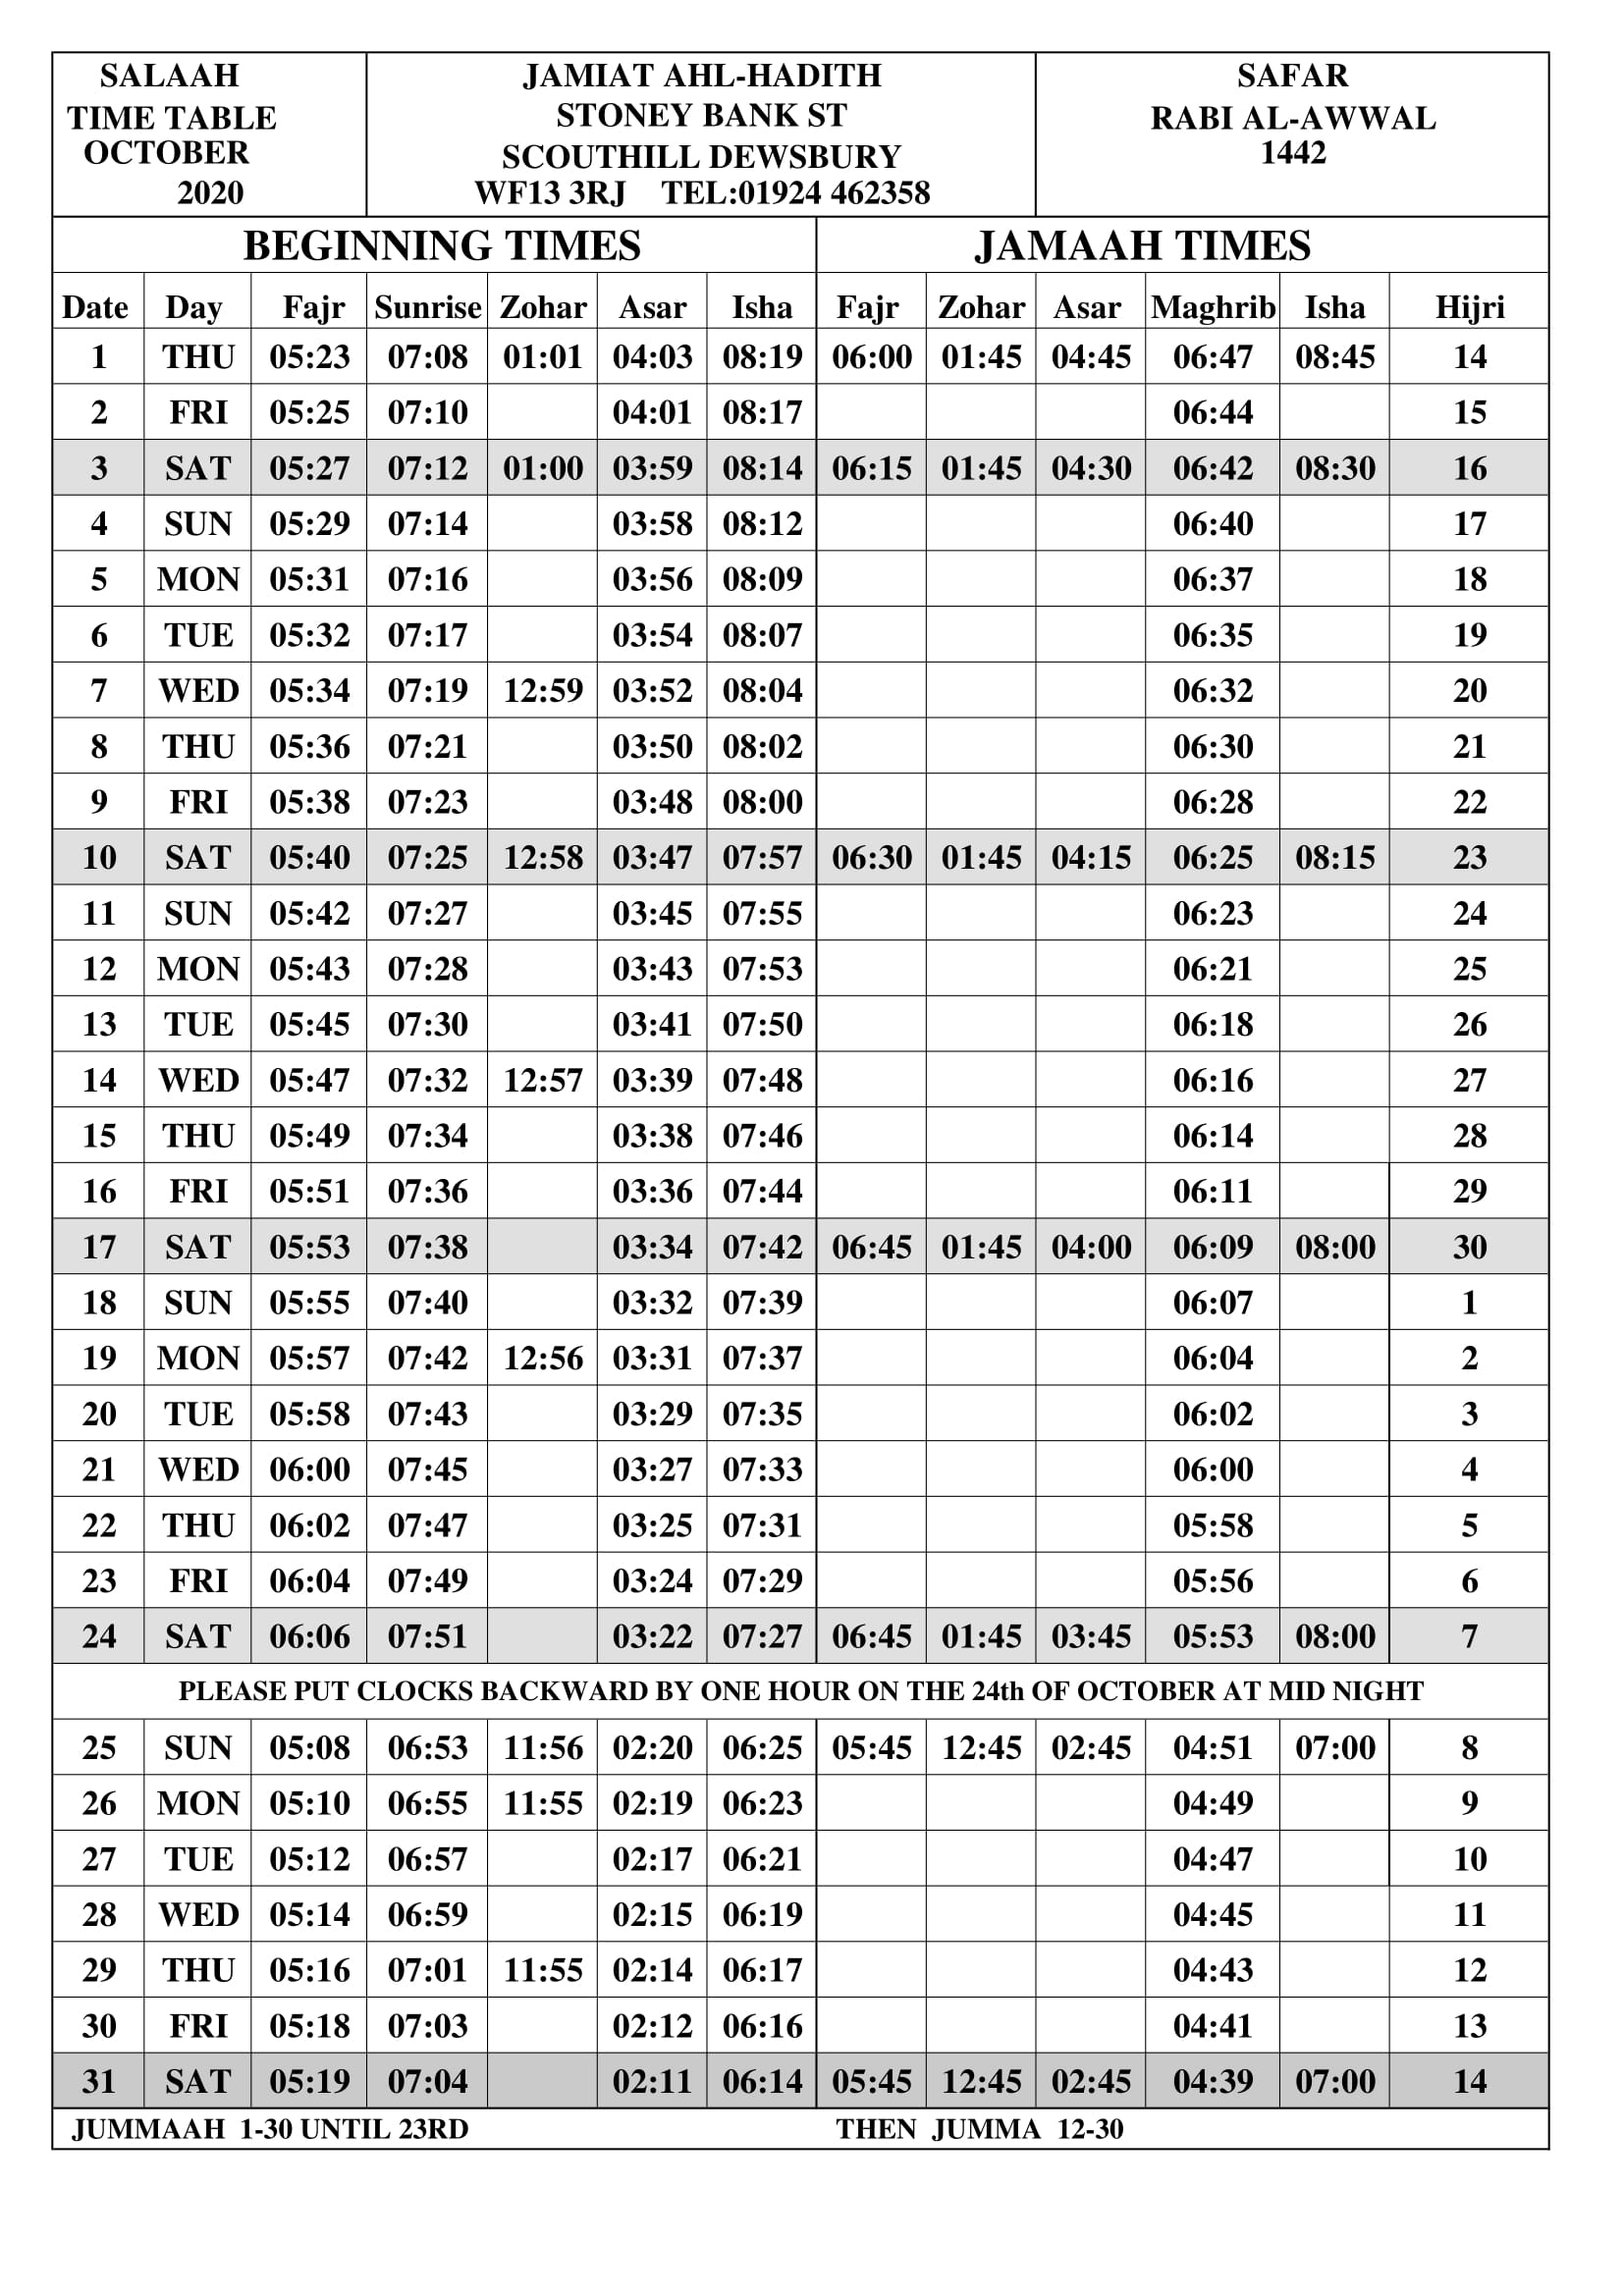 SALAAH
TIME TABLE
OCTOBER
2020
JAMIAT AHL-HADITH
STONEY BANK ST
SCOUTHILL DEWSBURY
WF13 3RJ TEL:01924 462358
SAFAR
RABI AL-AWWAL
1442
BEGINNING TIMES JAMAAH TIMES
Date Day Fajr Sunrise Zohar Asar Isha Fajr Zohar Asar Maghrib Isha Hijri
1 THU 05:23 07:08 01:01 04:03 08:19 06:00 01:45 04:45 06:47 08:45 14
2 FRI 05:25 07:10 04:01 08:17 06:44 15
3 SAT 05:27 07:12 01:00 03:59 08:14 06:15 01:45 04:30 06:42 08:30 16
4 SUN 05:29 07:14 03:58 08:12 06:40 17
5 MON 05:31 07:16 03:56 08:09 06:37 18
6 TUE 05:32 07:17 03:54 08:07 06:35 19
7 WED 05:34 07:19 12:59 03:52 08:04 06:32 20
8 THU 05:36 07:21 03:50 08:02 06:30 21
9 FRI 05:38 07:23 03:48 08:00 06:28 22
10 SAT 05:40 07:25 12:58 03:47 07:57 06:30 01:45 04:15 06:25 08:15 23
11 SUN 05:42 07:27 03:45 07:55 06:23 24
12 MON 05:43 07:28 03:43 07:53 06:21 25
13 TUE 05:45 07:30 03:41 07:50 06:18 26
14 WED 05:47 07:32 12:57 03:39 07:48 06:16 27
15 THU 05:49 07:34 03:38 07:46 06:14 28
16 FRI 05:51 07:36 03:36 07:44 06:11 29
17 SAT 05:53 07:38 03:34 07:42 06:45 01:45 04:00 06:09 08:00 30
18 SUN 05:55 07:40 03:32 07:39 06:07 1
19 MON 05:57 07:42 12:56 03:31 07:37 06:04 2
20 TUE 05:58 07:43 03:29 07:35 06:02 3
21 WED 06:00 07:45 03:27 07:33 06:00 4
22 THU 06:02 07:47 03:25 07:31 05:58 5
23 FRI 06:04 07:49 03:24 07:29 05:56 6
24 SAT 06:06 07:51 03:22 07:27 06:45 01:45 03:45 05:53 08:00 7
PLEASE PUT CLOCKS BACKWARD BY ONE HOUR ON THE 24th OF OCTOBER AT MID NIGHT
25 SUN 05:08 06:53 11:56 02:20 06:25 05:45 12:45 02:45 04:51 07:00 8
26 MON 05:10 06:55 11:55 02:19 06:23 04:49 9
27 TUE 05:12 06:57 02:17 06:21 04:47 10
28 WED 05:14 06:59 02:15 06:19 04:45 11
29 THU 05:16 07:01 11:55 02:14 06:17 04:43 12
30 FRI 05:18 07:03 02:12 06:16 04:41 13
31 SAT 05:19 07:04 02:11 06:14 05:45 12:45 02:45 04:39 07:00 14
JUMMAAH 1-30 UNTIL 23RD THEN JUMMA 12-30